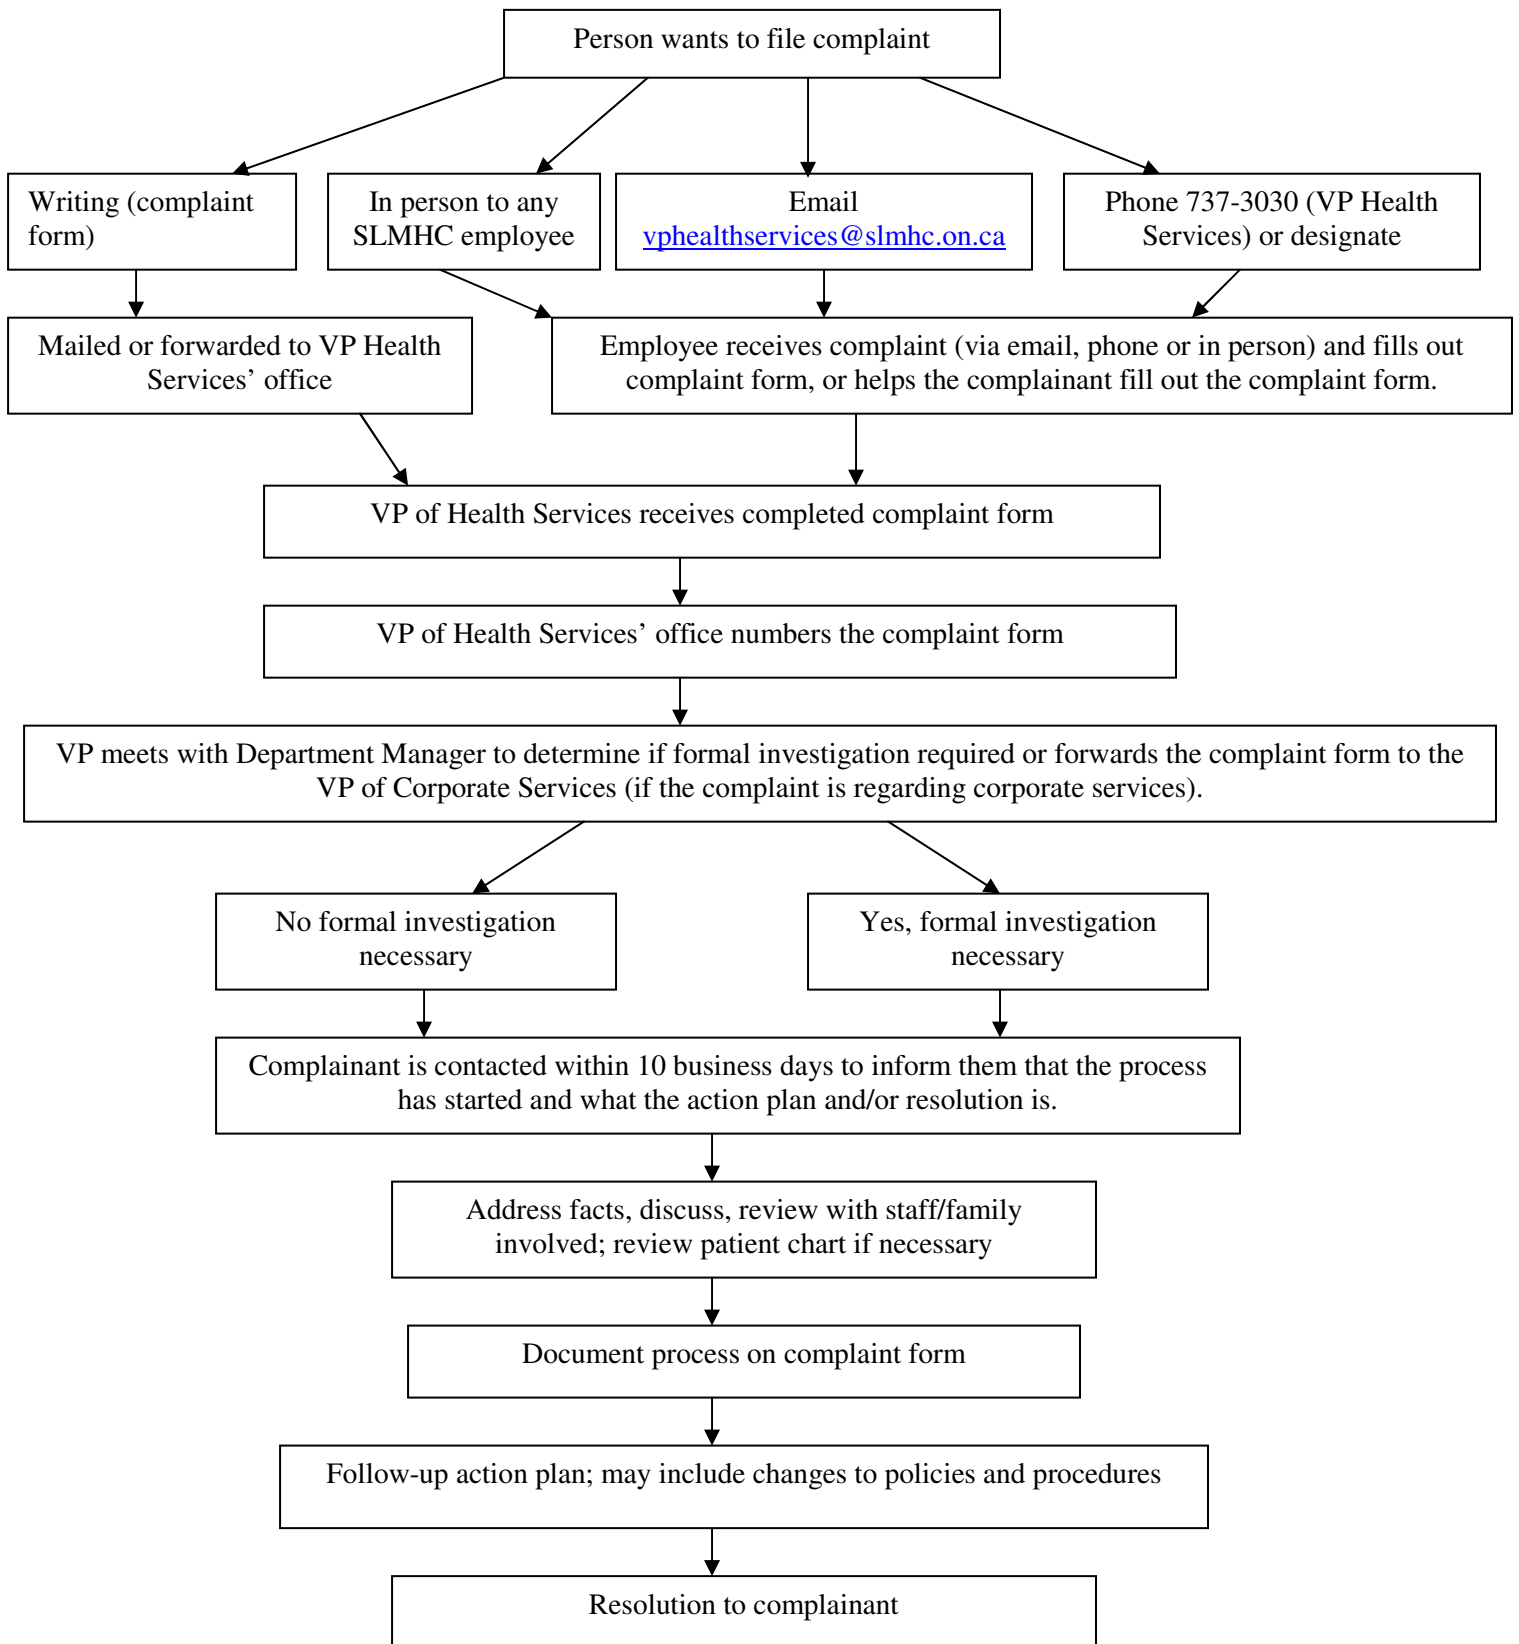 Person wants to file complaint
Writing (complaint
form)
In person to any
SLMHC employee
Email
vphealthservices@slmhc.on.ca
Phone 737-3030 (VP Health
Services) or designate
Mailed or forwarded to VP Health
Services’ office
Employee receives complaint (via email, phone or in person) and fills out
complaint form, or helps the complainant fill out the complaint form.
VP of Health Services receives completed complaint form
VP of Health Services’ office numbers the complaint form
VP meets with Department Manager to determine if formal investigation required or forwards the complaint form to the
VP of Corporate Services (if the complaint is regarding corporate services).
No formal investigation
necessary
Yes, formal investigation
necessary
Complainant is contacted within 10 business days to inform them that the process
has started and what the action plan and/or resolution is.
Address facts, discuss, review with staff/family
involved; review patient chart if necessary
Document process on complaint form
Follow-up action plan; may include changes to policies and procedures
Resolution to complainant